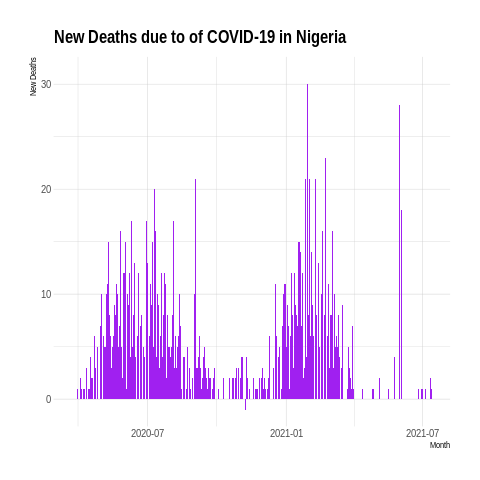 New Deaths due to of COVID-19 in Nigeria
New Deaths
30
20
10
0
2020-07
2021-01
2021-07
Month